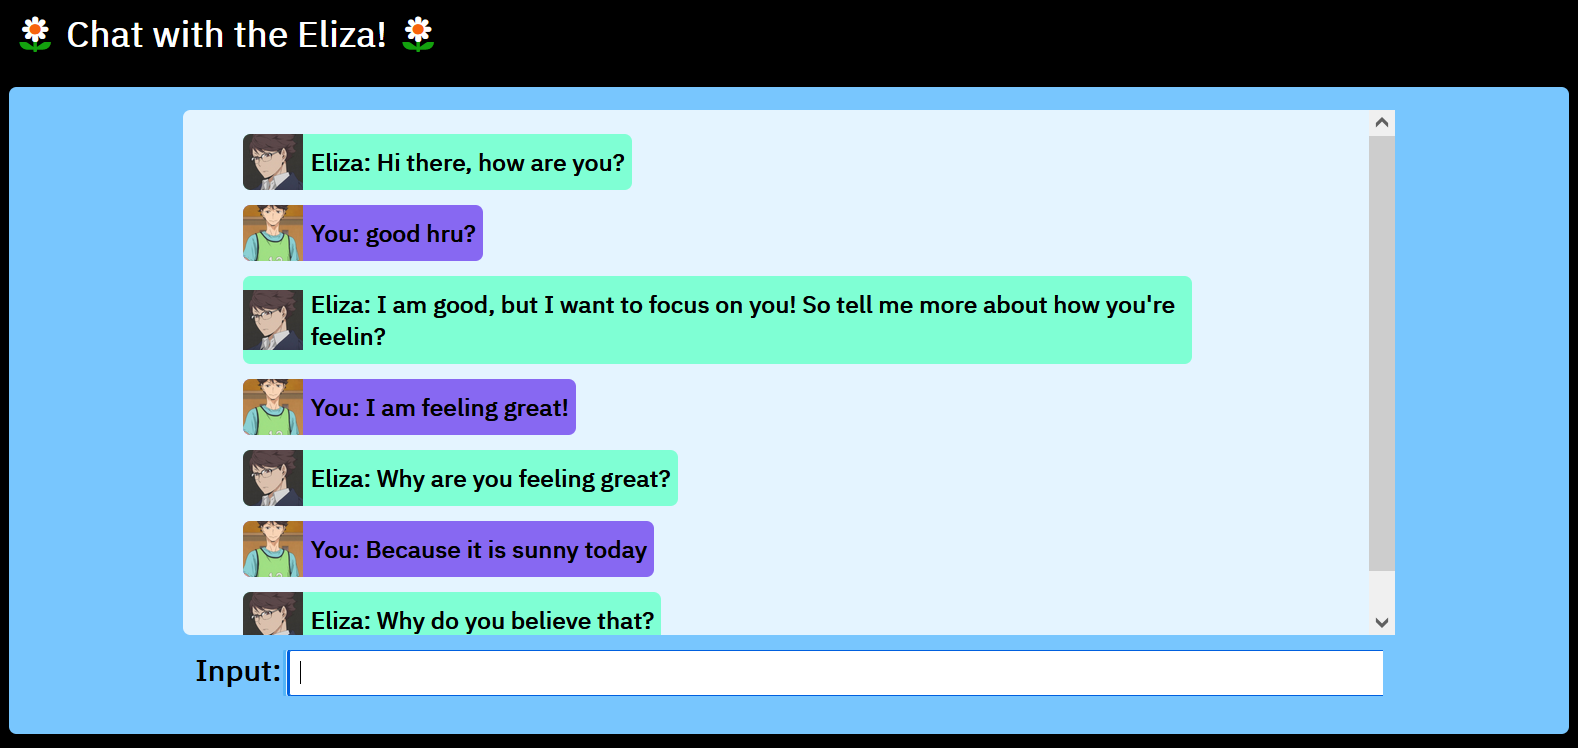 Chat with the Eliza!
Eliza: Hi there, how are you?
You: good hru?
Eliza: I am good, but I want to focus on you! So tell me more about how you're
feelin?
You: I am feeling great!
Eliza: Why are you feeling great?
You: Because it is sunny today
Eliza: Why do you believe that?
Input: